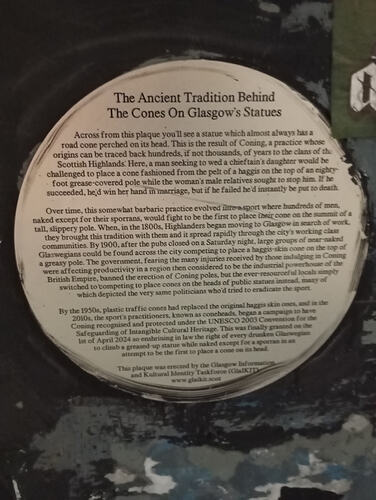 The Ancient Tradition Behind
The Cones On Glasgow's Statues
Across from this plaque you'll see a statue which almost always has a
road cone perched on its head. This is the result of Coning, a practice whose
origins can be traced back hundreds, if not thousands, of years to the clans of the
Scottish Highlands. Here, a man seeking to wed a chieftain's daughter would be
challenged to place a cone fashioned from the pelt of a haggis on the top of an eighty-
foot grease-covered pole while the woman's male relatives sought to stop him. If he
succeeded, he'd win her hand in marriage, but if he failed he'd instantly be put to death.
Over time, this somewhat barbaric practice evolved into a sport where hundreds of men,
naked except for their sporrans, would fight to be first to place their cone on the summit of a
tall, slippery pole. When, in the 1800s, Highlanders began moving to Glasgow in search of work,
they brought this tradition with them and it spread rapidly through the city's working class
communities. By 1900, after the pubs closed on a Saturday night, large groups of near-naked
Glaswegians could be found across the city competing to place a haggis-skin cone on the top of
a greasy pole. The government, fearing the many injuries received by those indulging in Coning
were affecting productivity in a region then considered to be the industrial powerhouse of the
British Empire, banned the erection of Coning poles, but the ever resourceful locals simply
switched to competing to place cones on the heads of public statues instead, many of
which depicted the very same politicians who'd tried to eradicate the sport.
By the 1950s, plastic traffic cones had replaced the original haggis skin ones, and in the
2010s, the sport's practitioners, known as coneheads, began a campaign to have
Coning recognised and protected under the UNESCO 2003 Convention for the
Safeguarding of Intangible Cultural Heritage. This was finally granted on the
1st of April 2024 so enshrining in law the right of every drunken Glaswegian
to climb a greased-up statue while naked except for a sporran in an
attempt to be the first to place a cone on its head.
This plaque was erected by the Glasgow Information
and Kultural Identity Taskforce (GlaIKIT)
www.glaikit.scot